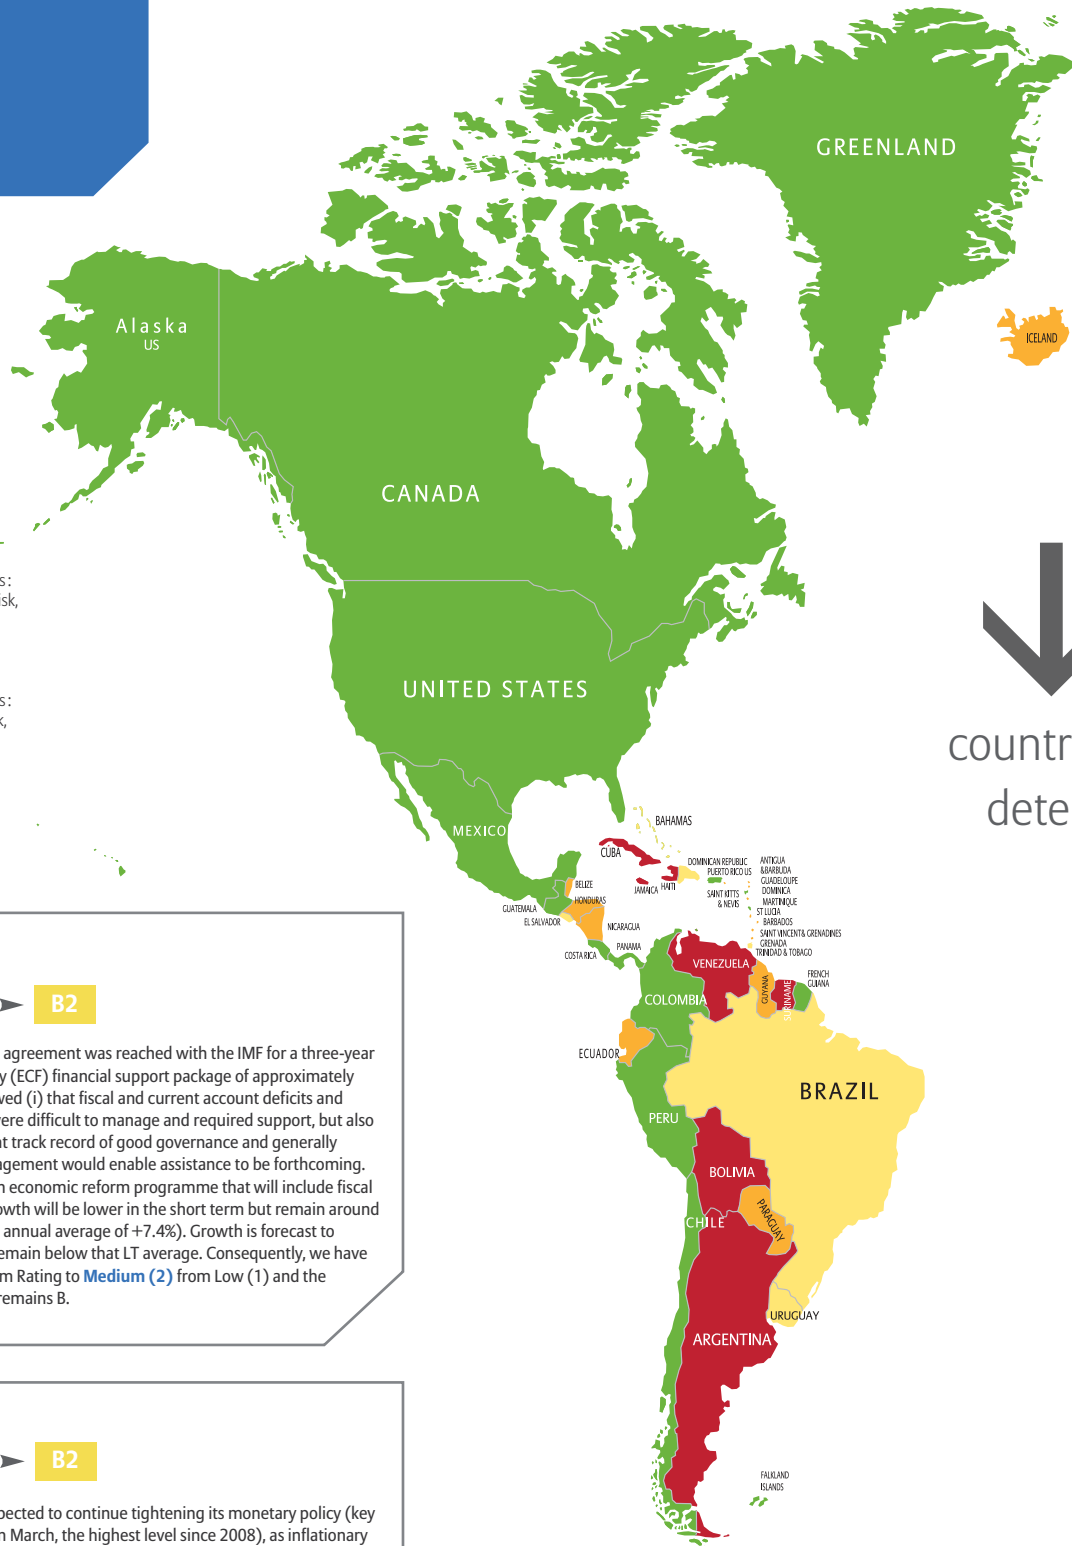 GREENLAND
ICELAND
Alaska
US
CANADA
s:
isk,
UNITED STATES
s:
k,
countr
dete
MEXICO
BAHAMAS
CUBA
DOMINICAN REPUBLIC
PUERTO RICO US
JAMAICA
HAITI
SAINT KITTS
& NEVIS
ANTIGUA
&BARBUDA
GUADELOUPE
DOMINICA
MARTINIQUE
ST LUCIA
BARBADOS
SAINT VINCENT& GRENADINES
GRENADA
TRINIDAD & TOBAGO
BELIZE
HONDURAS
GUATEMALA
EL SALVADOR
NICARAGUA
COSTA RICA
PANAMA
VENEZUELA
GUYANA
SURINAME
FRENCH
GUIANA
COLOMBIA
ECUADOR
BRAZIL
PERU
BOLIVIA
PARAGUAY
CHILE
URUGUAY
ARGENTINA
FALKLAND
ISLANDS
B2
agreement was reached with the IMF for a three-year
y (ECF) financial support package of approximately
wed (i) that fiscal and current account deficits and
were difficult to manage and required support, but also
nt track record of good governance and generally
agement would enable assistance to be forthcoming.
n economic reform programme that will include fiscal
owth will be lower in the short term but remain around
annual average of +7.4%). Growth is forecast to
remain below that LT average. Consequently, we have
m Rating to Medium (2) from Low (1) and the
remains B.
B2
pected to continue tightening its monetary policy (key
n March, the highest level since 2008), as inflationary